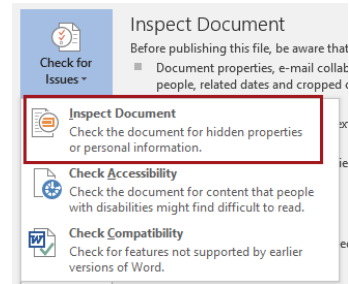 Inspect Document
Before publishing this file, be aware that
Document properties, e-mail collab
people, related dates and cropped
Check for
Issues
Inspect Document
Check the document for hidden properties
or personal information.
Check Accessibility
Check the document for content that people
with disabilities might find difficult to read.
Check Compatibility
Check for features not supported by earlier
versions of Word.